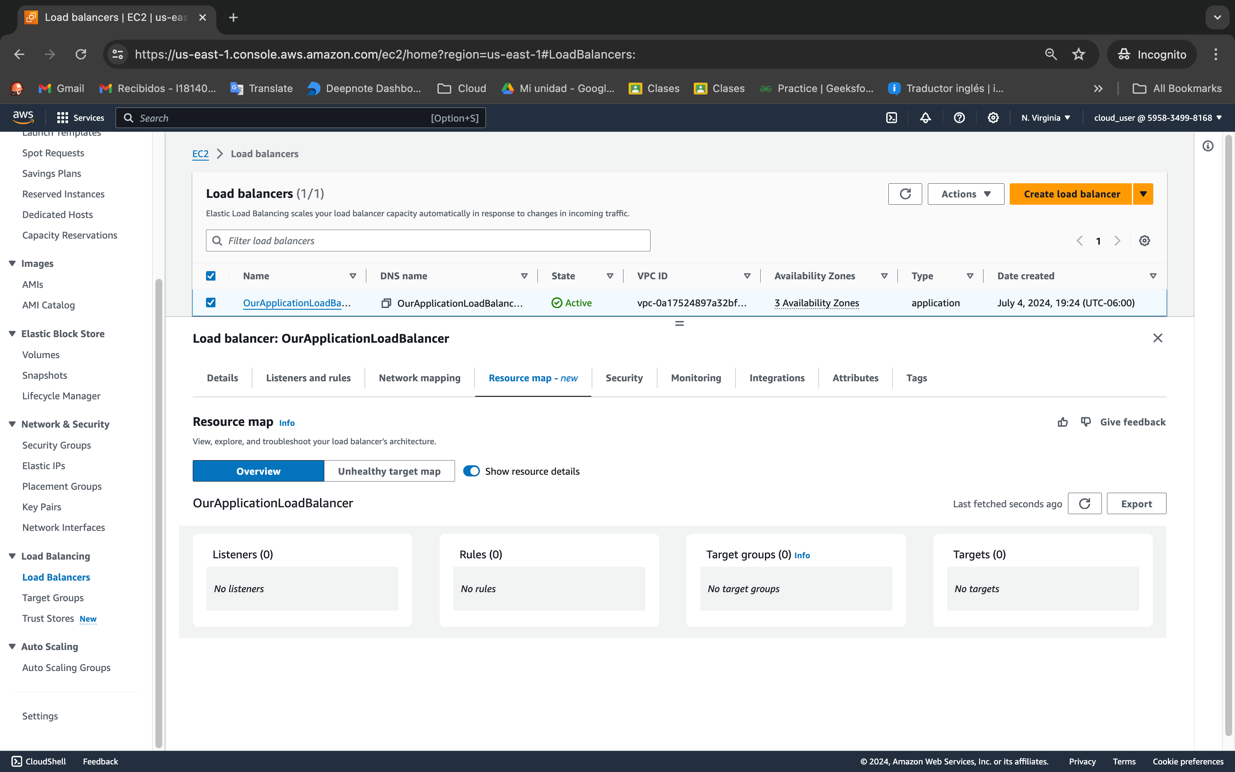 Load balancers | EC2 | us-eas
https://us-east-1.console.aws.amazon.com/ec2/home?region=us-east-1#LoadBalancers:
Incognito
Gmail
Recibidos - l18140...
Translate
Deepnote Dashbo...
Cloud
Mi unidad - Googl...
Clases
Clases
Practice | Geeksfo...
Traductor inglés | i...
All Bookmarks
aws
Services
Search
[Option+S]
N. Virginia
cloud_user @ 5958-3499-8168
Launch Templates
Spot Requests
Savings Plans
Reserved Instances
Dedicated Hosts
Capacity Reservations
Images
AMIs
AMI Catalog
Elastic Block Store
Volumes
Snapshots
Lifecycle Manager
Network & Security
Security Groups
Elastic IPs
Placement Groups
Key Pairs
Network Interfaces
Load Balancing
Load Balancers
Target Groups
Trust Stores New
Auto Scaling
Auto Scaling Groups
Settings
EC2 > Load balancers
Load balancers (1/1)
Actions
Create load balancer
Elastic Load Balancing scales your load balancer capacity automatically in response to changes in incoming traffic.
Filter load balancers
1
Name DNS name State VPC ID Availability Zones Type Date created
OurApplicationLoadBa... OurApplicationLoadBalanc... Active vpc-0a17524897a32bf... 3 Availability Zones application July 4, 2024, 19:24 (UTC-06:00)
Load balancer: OurApplicationLoadBalancer
Details Listeners and rules Network mapping Resource map - new Security Monitoring Integrations Attributes Tags
Resource map Info
Give feedback
View, explore, and troubleshoot your load balancer's architecture.
Overview Unhealthy target map Show resource details
OurApplicationLoadBalancer
Last fetched seconds ago
Export
Listeners (0)
No listeners
Rules (0)
No rules
Target groups (0) Info
No target groups
Targets (0)
No targets
CloudShell Feedback
© 2024, Amazon Web Services, Inc. or its affiliates. Privacy Terms Cookie preferences